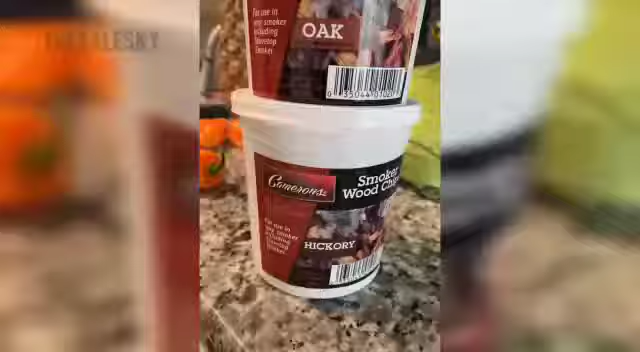 For use in
any smoker
including
Stovetop
Smoker.
OAK
Camerons
Smoker
Wood Chips
For use in
any smoker
including
Stovetop
Smoker.
HICKORY